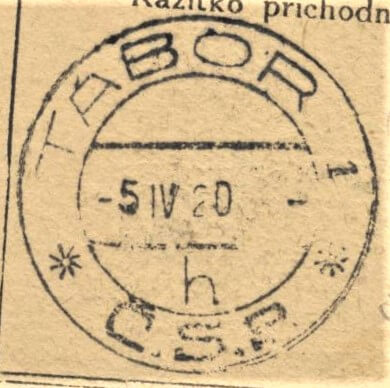 Razítko příchodn
TÁBOR 1
-5 IV 20 -
h
Č.S.R.